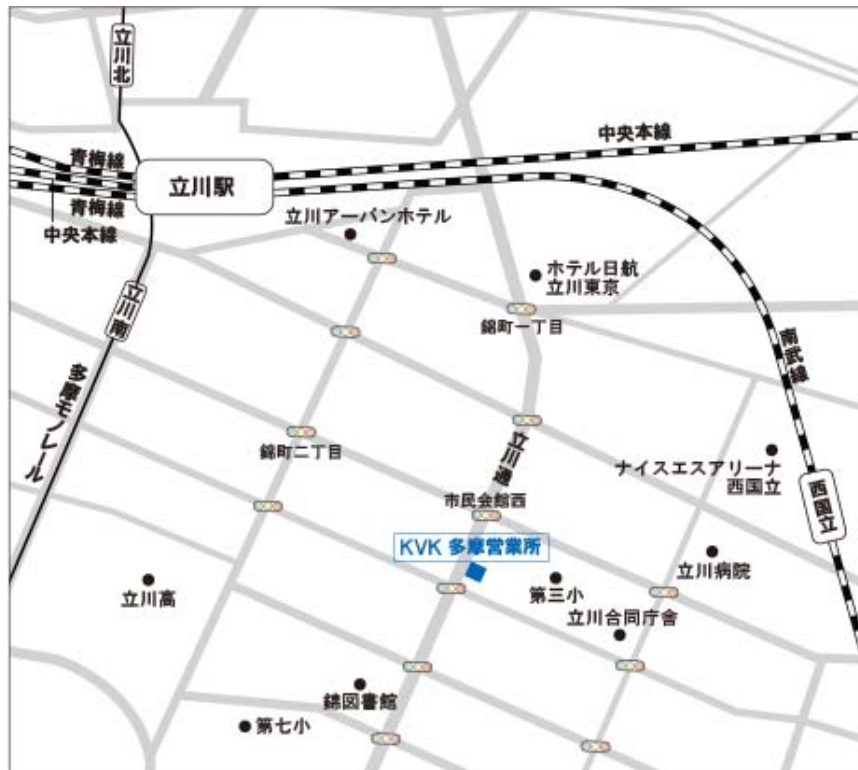 立川北
中央本線
青梅線
立川駅
青梅線
中央本線
立川アーバンホテル
ホテル日航
立川東京
立川南
錦町一丁目
南武線
多摩モノレール
錦町二丁目
立川通
ナイスエスアリーナ
西国立
市民会館西
西国立
KVK 多摩営業所
立川高
第三小
立川病院
立川合同庁舎
錦図書館
第七小